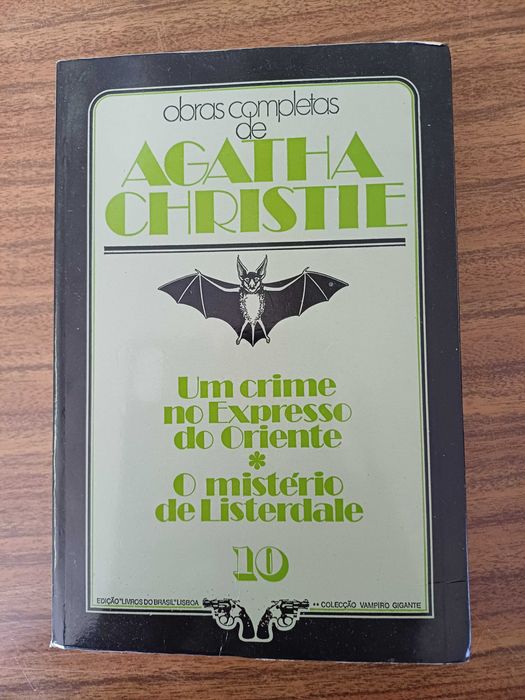 obras completas
de
AGATHA
CHRISTIE
Um crime
no Expresso
do Oriente
*
O mistério
de Listerdale
10
EDIÇÃO "LIVROS DO BRASIL" LISBOA
** COLECÇÃO VAMPIRO GIGANTE